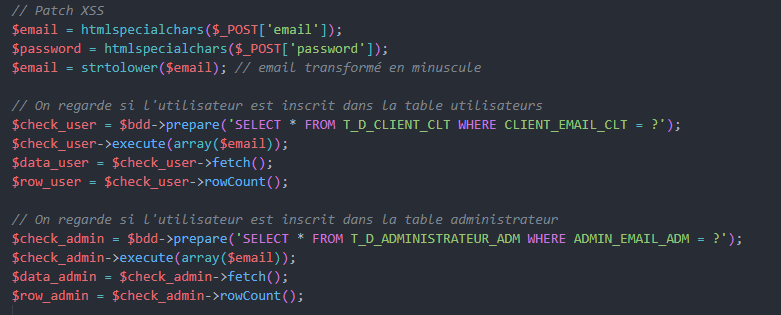 // Patch XSS
$email = htmlspecialchars($_POST['email']);
$password = htmlspecialchars($_POST['password']);
$email = strtolower($email); // email transformé en minuscule
// On regarde si l'utilisateur est inscrit dans la table utilisateurs
$check_user = $bdd->prepare('SELECT * FROM T_D_CLIENT_CLT WHERE CLIENT_EMAIL_CLT = ?');
$check_user->execute(array($email));
$data_user = $check_user->fetch();
$row_user = $check_user->rowCount();
// On regarde si l'utilisateur est inscrit dans la table administrateur
$check_admin = $bdd->prepare('SELECT * FROM T_D_ADMINISTRATEUR_ADM WHERE ADMIN_EMAIL_ADM = ?');
$check_admin->execute(array($email));
$data_admin = $check_admin->fetch();
$row_admin = $check_admin->rowCount();